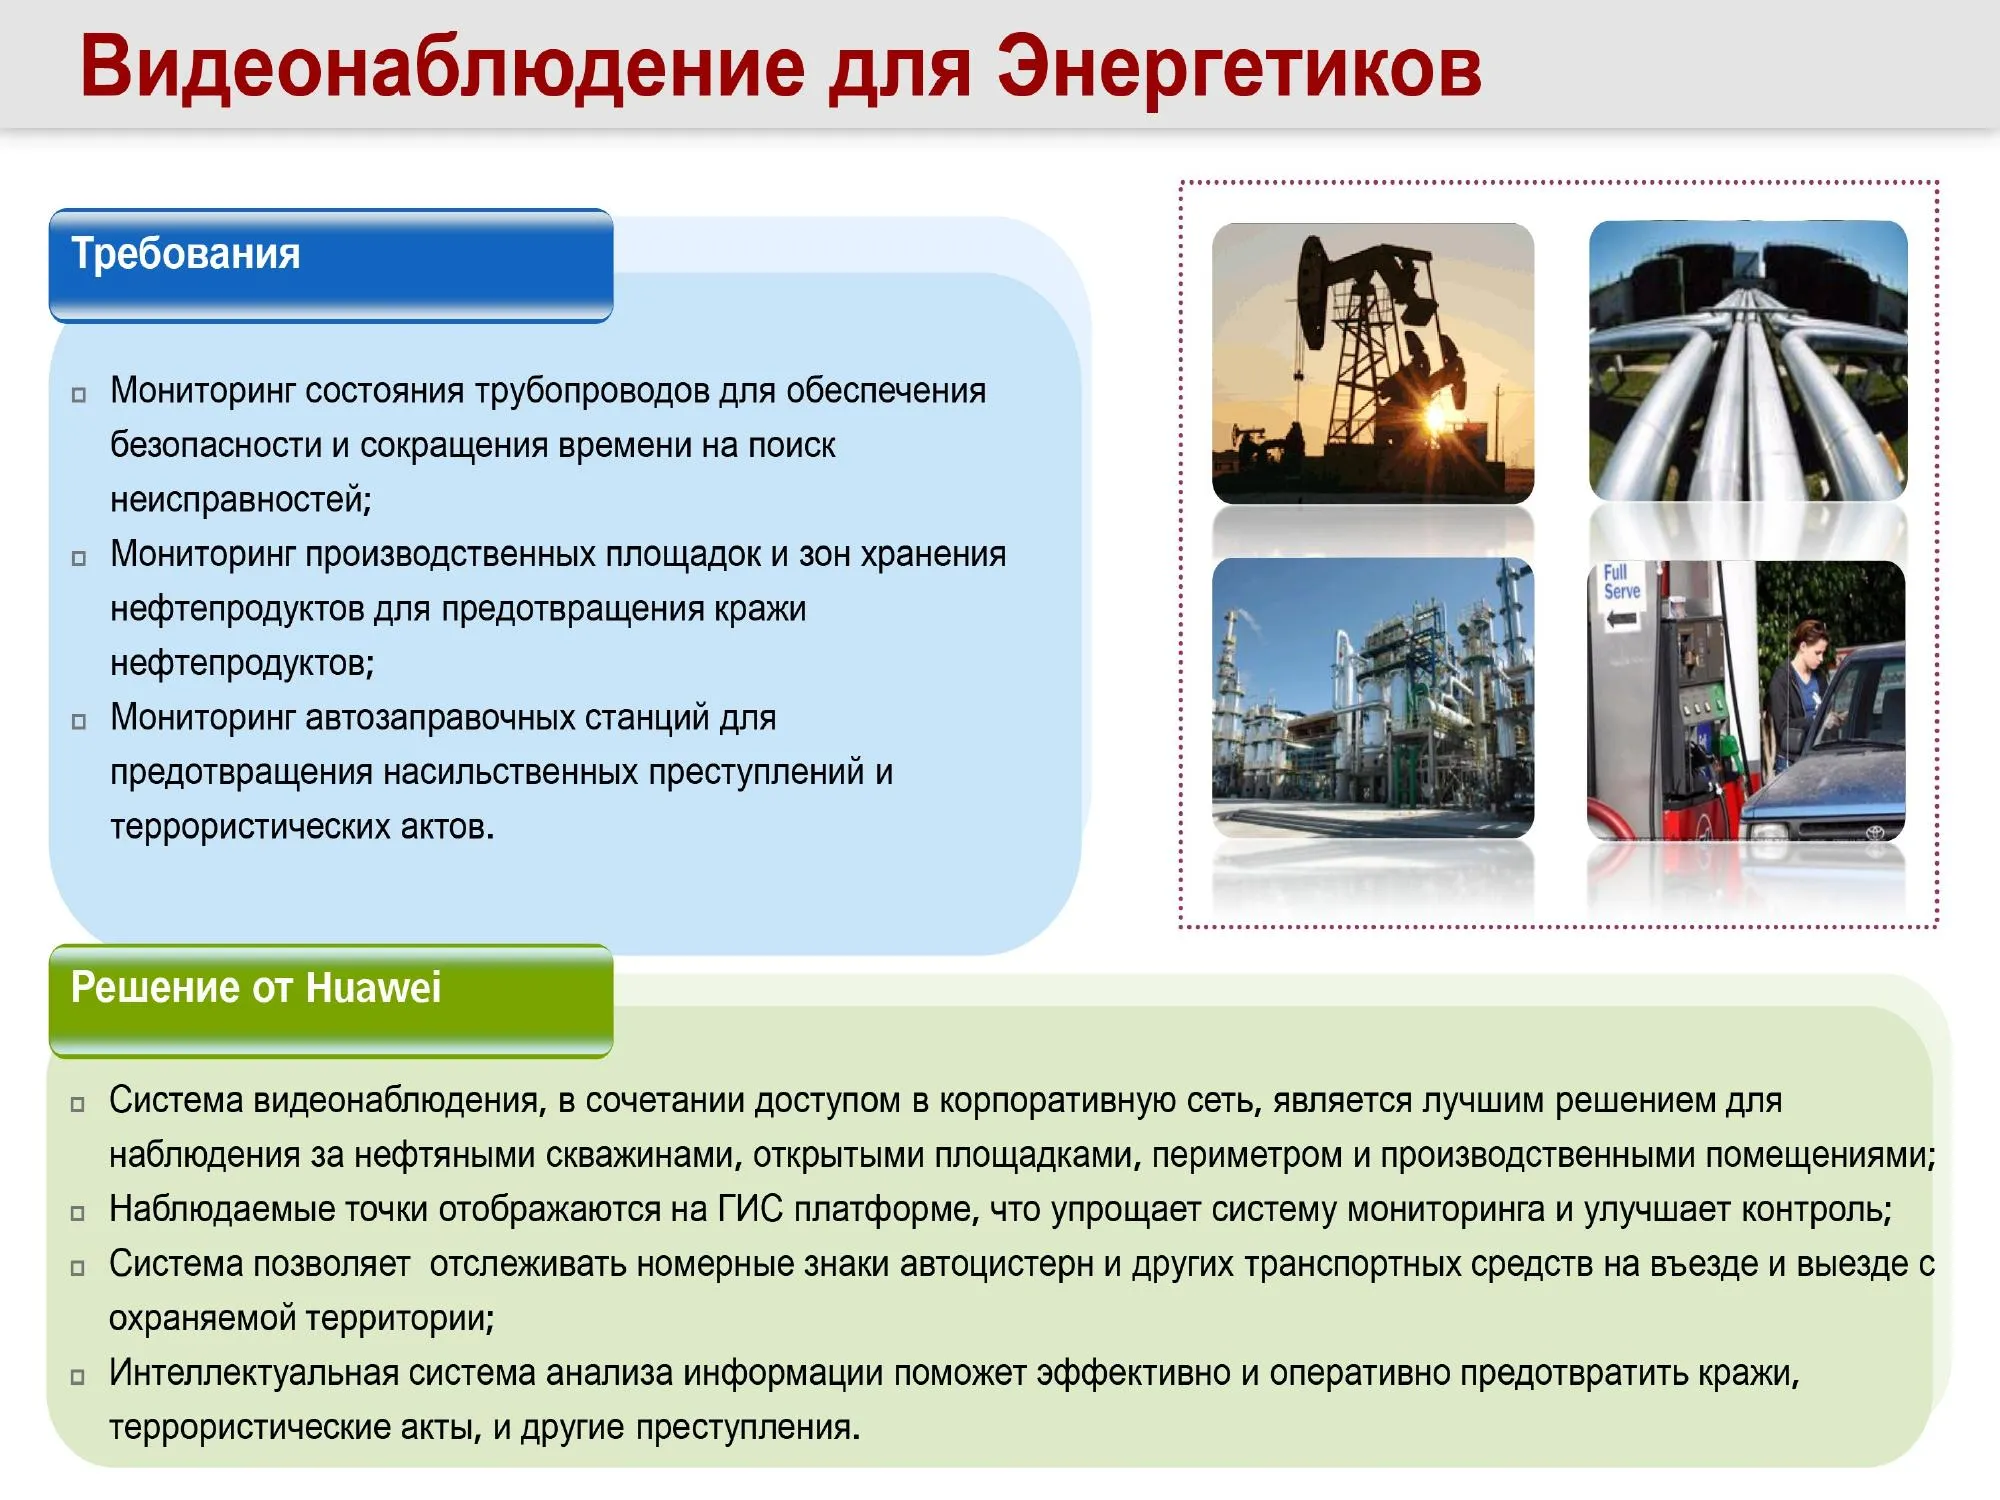 Видеонаблюдение для Энергетиков
Требования
Мониторинг состояния трубопроводов для обеспечения
безопасности и сокращения времени на поиск
неисправностей;
Мониторинг производственных площадок и зон хранения
нефтепродуктов для предотвращения кражи
нефтепродуктов;
Мониторинг автозаправочных станций для
предотвращения насильственных преступлений и
террористических актов.
Full
Serve
Решение от Huawei
Система видеонаблюдения, в сочетании доступом в корпоративную сеть, является лучшим решением для
наблюдения за нефтяными скважинами, открытыми площадками, периметром и производственными помещениями;
Наблюдаемые точки отображаются на ГИС платформе, что упрощает систему мониторинга и улучшает контроль;
Система позволяет  отслеживать номерные знаки автоцистерн и других транспортных средств на въезде и выезде с
охраняемой территории;
Интеллектуальная система анализа информации поможет эффективно и оперативно предотвратить кражи,
террористические акты, и другие преступления.